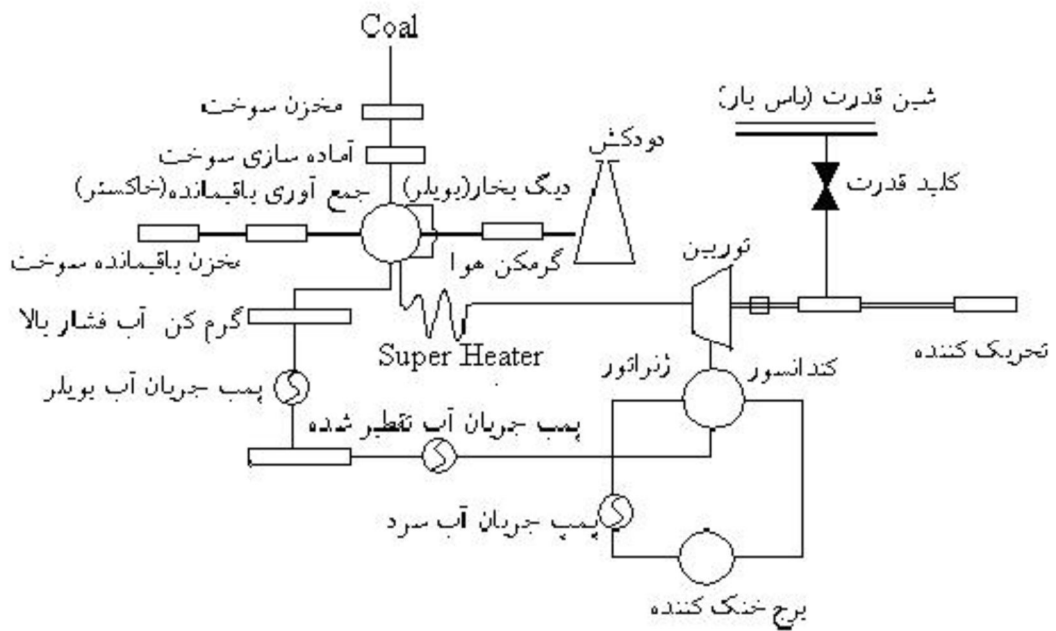 Coal
مخزن سوخت
شین قدرت (باس بار)
آماده سازی سوخت
دودکش
جمع آوری باقیمانده(خاکستر)
دیگ بخار(بویلر)
کلید قدرت
مخزن باقیمانده سوخت
گرمکن هوا
توربین
گرم کن آب فشار بالا
Super Heater
تحریک کننده
پمپ جریان آب بویلر
ژنراتور
کندانسور
پمپ جریان آب تقطیر شده
پمپ جریان آب سرد
برج خنک کننده